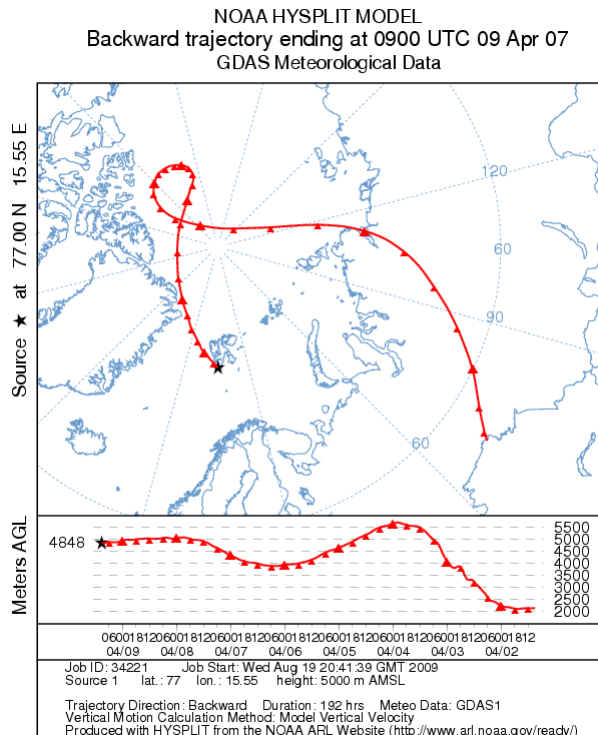 NOAA HYSPLIT MODEL
Backward trajectory ending at 0900 UTC 09 Apr 07
GDAS Meteorological Data
Source ★ at 77.00 N 15.55 E
120
60
90
60
Meters AGL
4848
5500
5000
4500
4000
3500
3000
2500
2000
06001812060018120600181206001812060018120600181206001812060018 12
04/09 04/08 04/07 04/06 04/05 04/04 04/03 04/02
Job ID: 34221 Job Start: Wed Aug 19 20:41:39 GMT 2009
Source 1 lat.: 77 lon.: 15.55 height: 5000 m AMSL
Trajectory Direction: Backward Duration: 192 hrs Meteo Data: GDAS1
Vertical Motion Calculation Method: Model Vertical Velocity
Produced with HYSPLIT from the NOAA ARL Website (http://www.arl.noaa.gov/ready/)